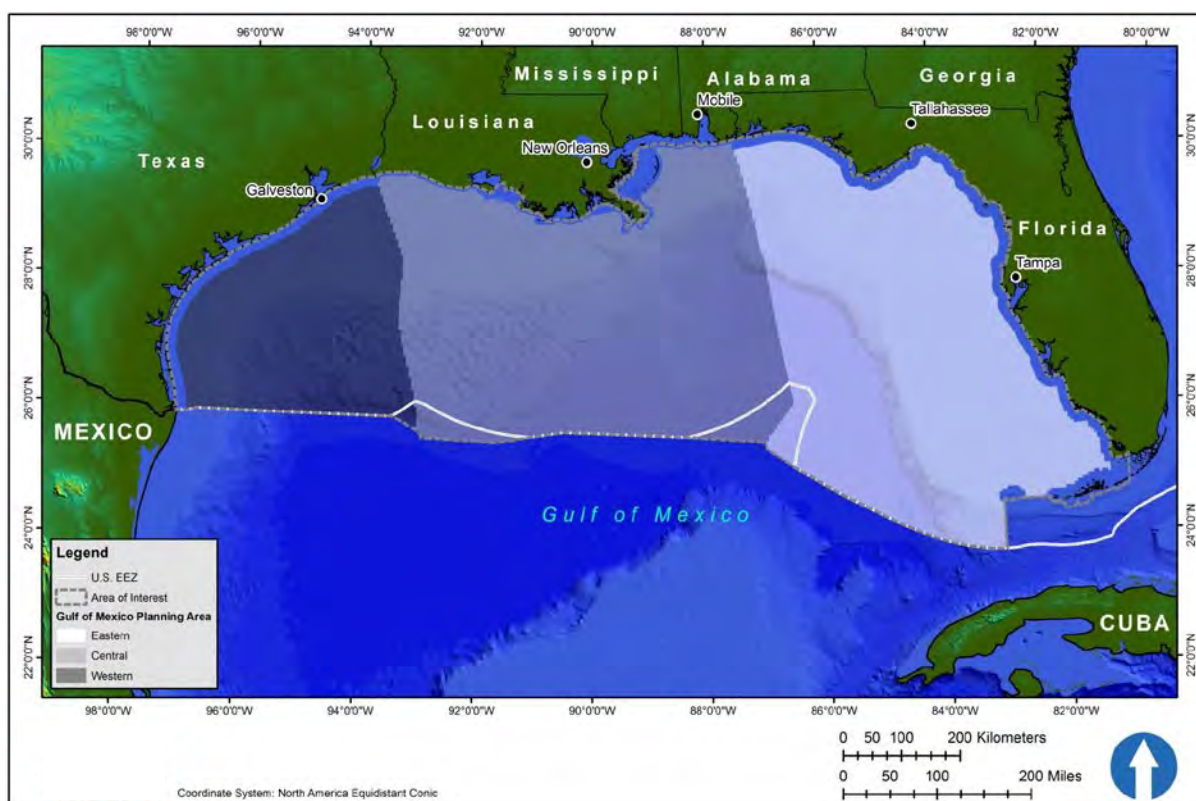 98°0'0"W 96°0'0"W 94°0'0"W 92°0'0"W 90°0'0"W 88°0'0"W 86°0'0"W 84°0'0"W 82°0'0"W 80°0'0"W
Mississippi Alabama Georgia
Mobile
Tallahassee
Louisiana
30°0'0"N 30°0'0"N
New Orleans
Texas
Galveston
Florida
Tampa
28°0'0"N 28°0'0"N
26°0'0"N 26°0'0"N
MEXICO
Gulf of Mexico
24°0'0"N 24°0'0"N
Legend
U.S. EEZ
Area of Interest
Gulf of Mexico Planning Area
Eastern
Central
Western
CUBA
22°0'0"N 22°0'0"N
98°0'0"W 96°0'0"W 94°0'0"W 92°0'0"W 90°0'0"W 88°0'0"W 86°0'0"W 84°0'0"W 82°0'0"W
0 50 100 200 Kilometers
0 50 100 200 Miles
Coordinate System: North America Equidistant Conic